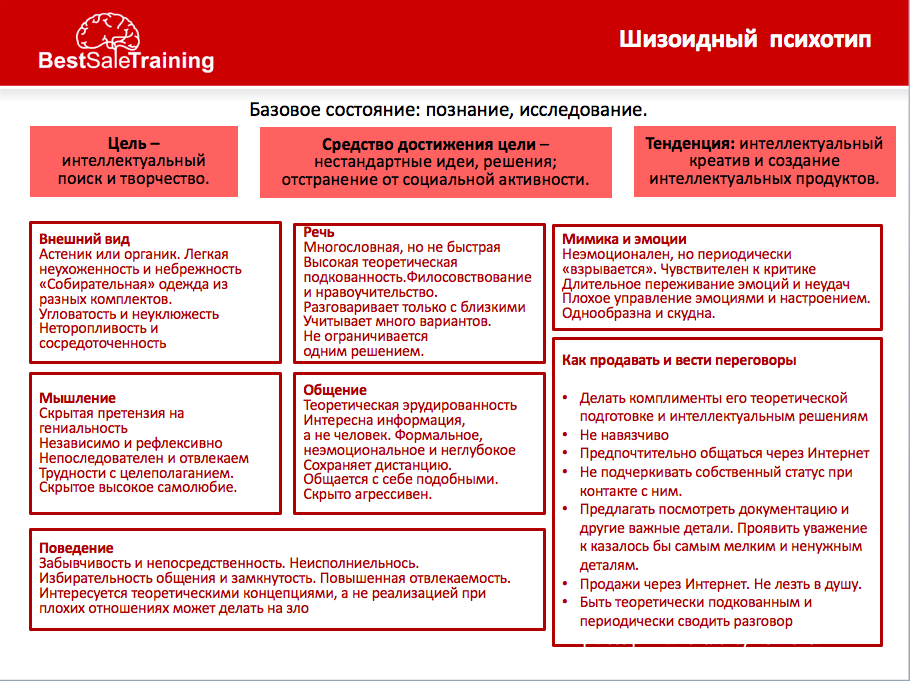 BestSaleTraining
Шизоидный психотип
Базовое состояние: познание, исследование.
Цель –
интеллектуальный
поиск и творчество.
Средство достижения цели –
нестандартные идеи, решения;
отстранение от социальной активности.
Тенденция: интеллектуальный
креатив и создание
интеллектуальных продуктов.
Внешний вид
Астеник или органик. Легкая
неухоженность и небрежность
«Собирательная» одежда из
разных комплектов.
Угловатость и неуклюжесть
Неторопливость и
сосредоточенность
Речь
Многословная, но не быстрая
Высокая теоретическая
подкованность.Филосовствование
и нравоучительство.
Разговаривает только с близкими
Учитывает много вариантов.
Не ограничивается
одним решением.
Мимика и эмоции
Неэмоционален, но периодически
«взрывается». Чувствителен к критике
Длительное переживание эмоций и неудач
Плохое управление эмоциями и настроением.
Однообразна и скудна.
Мышление
Скрытая претензия на
гениальность
Независимо и рефлексивно
Непоследователен и отвлекаем
Трудности с целеполаганием.
Скрытое высокое самолюбие.
Общение
Теоретическая эрудированность
Интересна информация,
а не человек. Формальное,
неэмоциональное и неглубокое
Сохраняет дистанцию.
Общается с себе подобными.
Скрыто агрессивен.
Как продавать и вести переговоры
• Делать комплименты его теоретической
подготовке и интеллектуальным решениям
• Не навязчиво
• Предпочтительно общаться через Интернет
• Не подчеркивать собственный статус при
контакте с ним.
• Предлагать посмотреть документацию и
другие важные детали. Проявить уважение
к казалось бы самым мелким и ненужным
деталям.
• Продажи через Интернет. Не лезть в душу.
• Быть теоретически подкованным и
периодически сводить разговор
Поведение
Забывчивость и непосредственность. Неисполниельнось.
Избирательность общения и замкнутость. Повышенная отвлекаемость.
Интересуется теоретическими концепциями, а не реализацией при
плохих отношениях может делать на зло